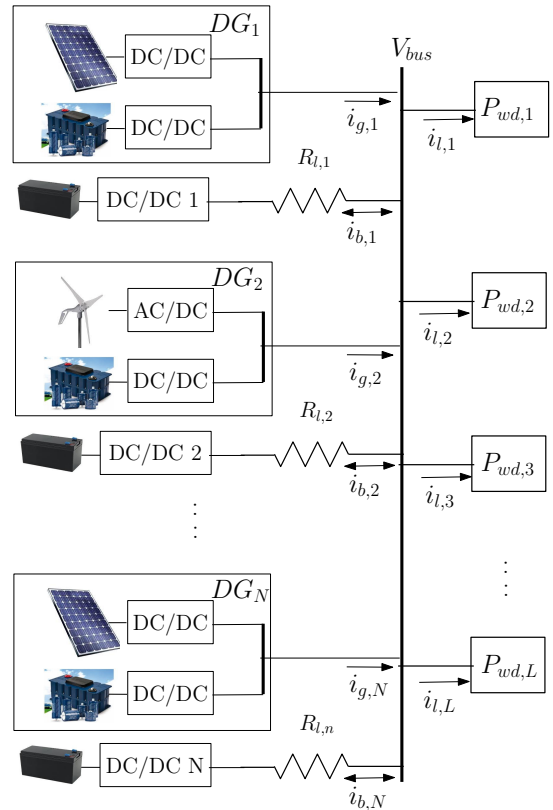 DG₁
DC/DC
DC/DC
V_bus
i_g,1
P_wd,1
i_l,1
R_l,1
DC/DC 1
i_b,1
DG₂
AC/DC
DC/DC
i_g,2
P_wd,2
i_l,2
R_l,2
DC/DC 2
i_b,2
P_wd,3
i_l,3
DG_N
DC/DC
DC/DC
i_g,N
P_wd,L
i_l,L
R_l,n
DC/DC N
i_b,N